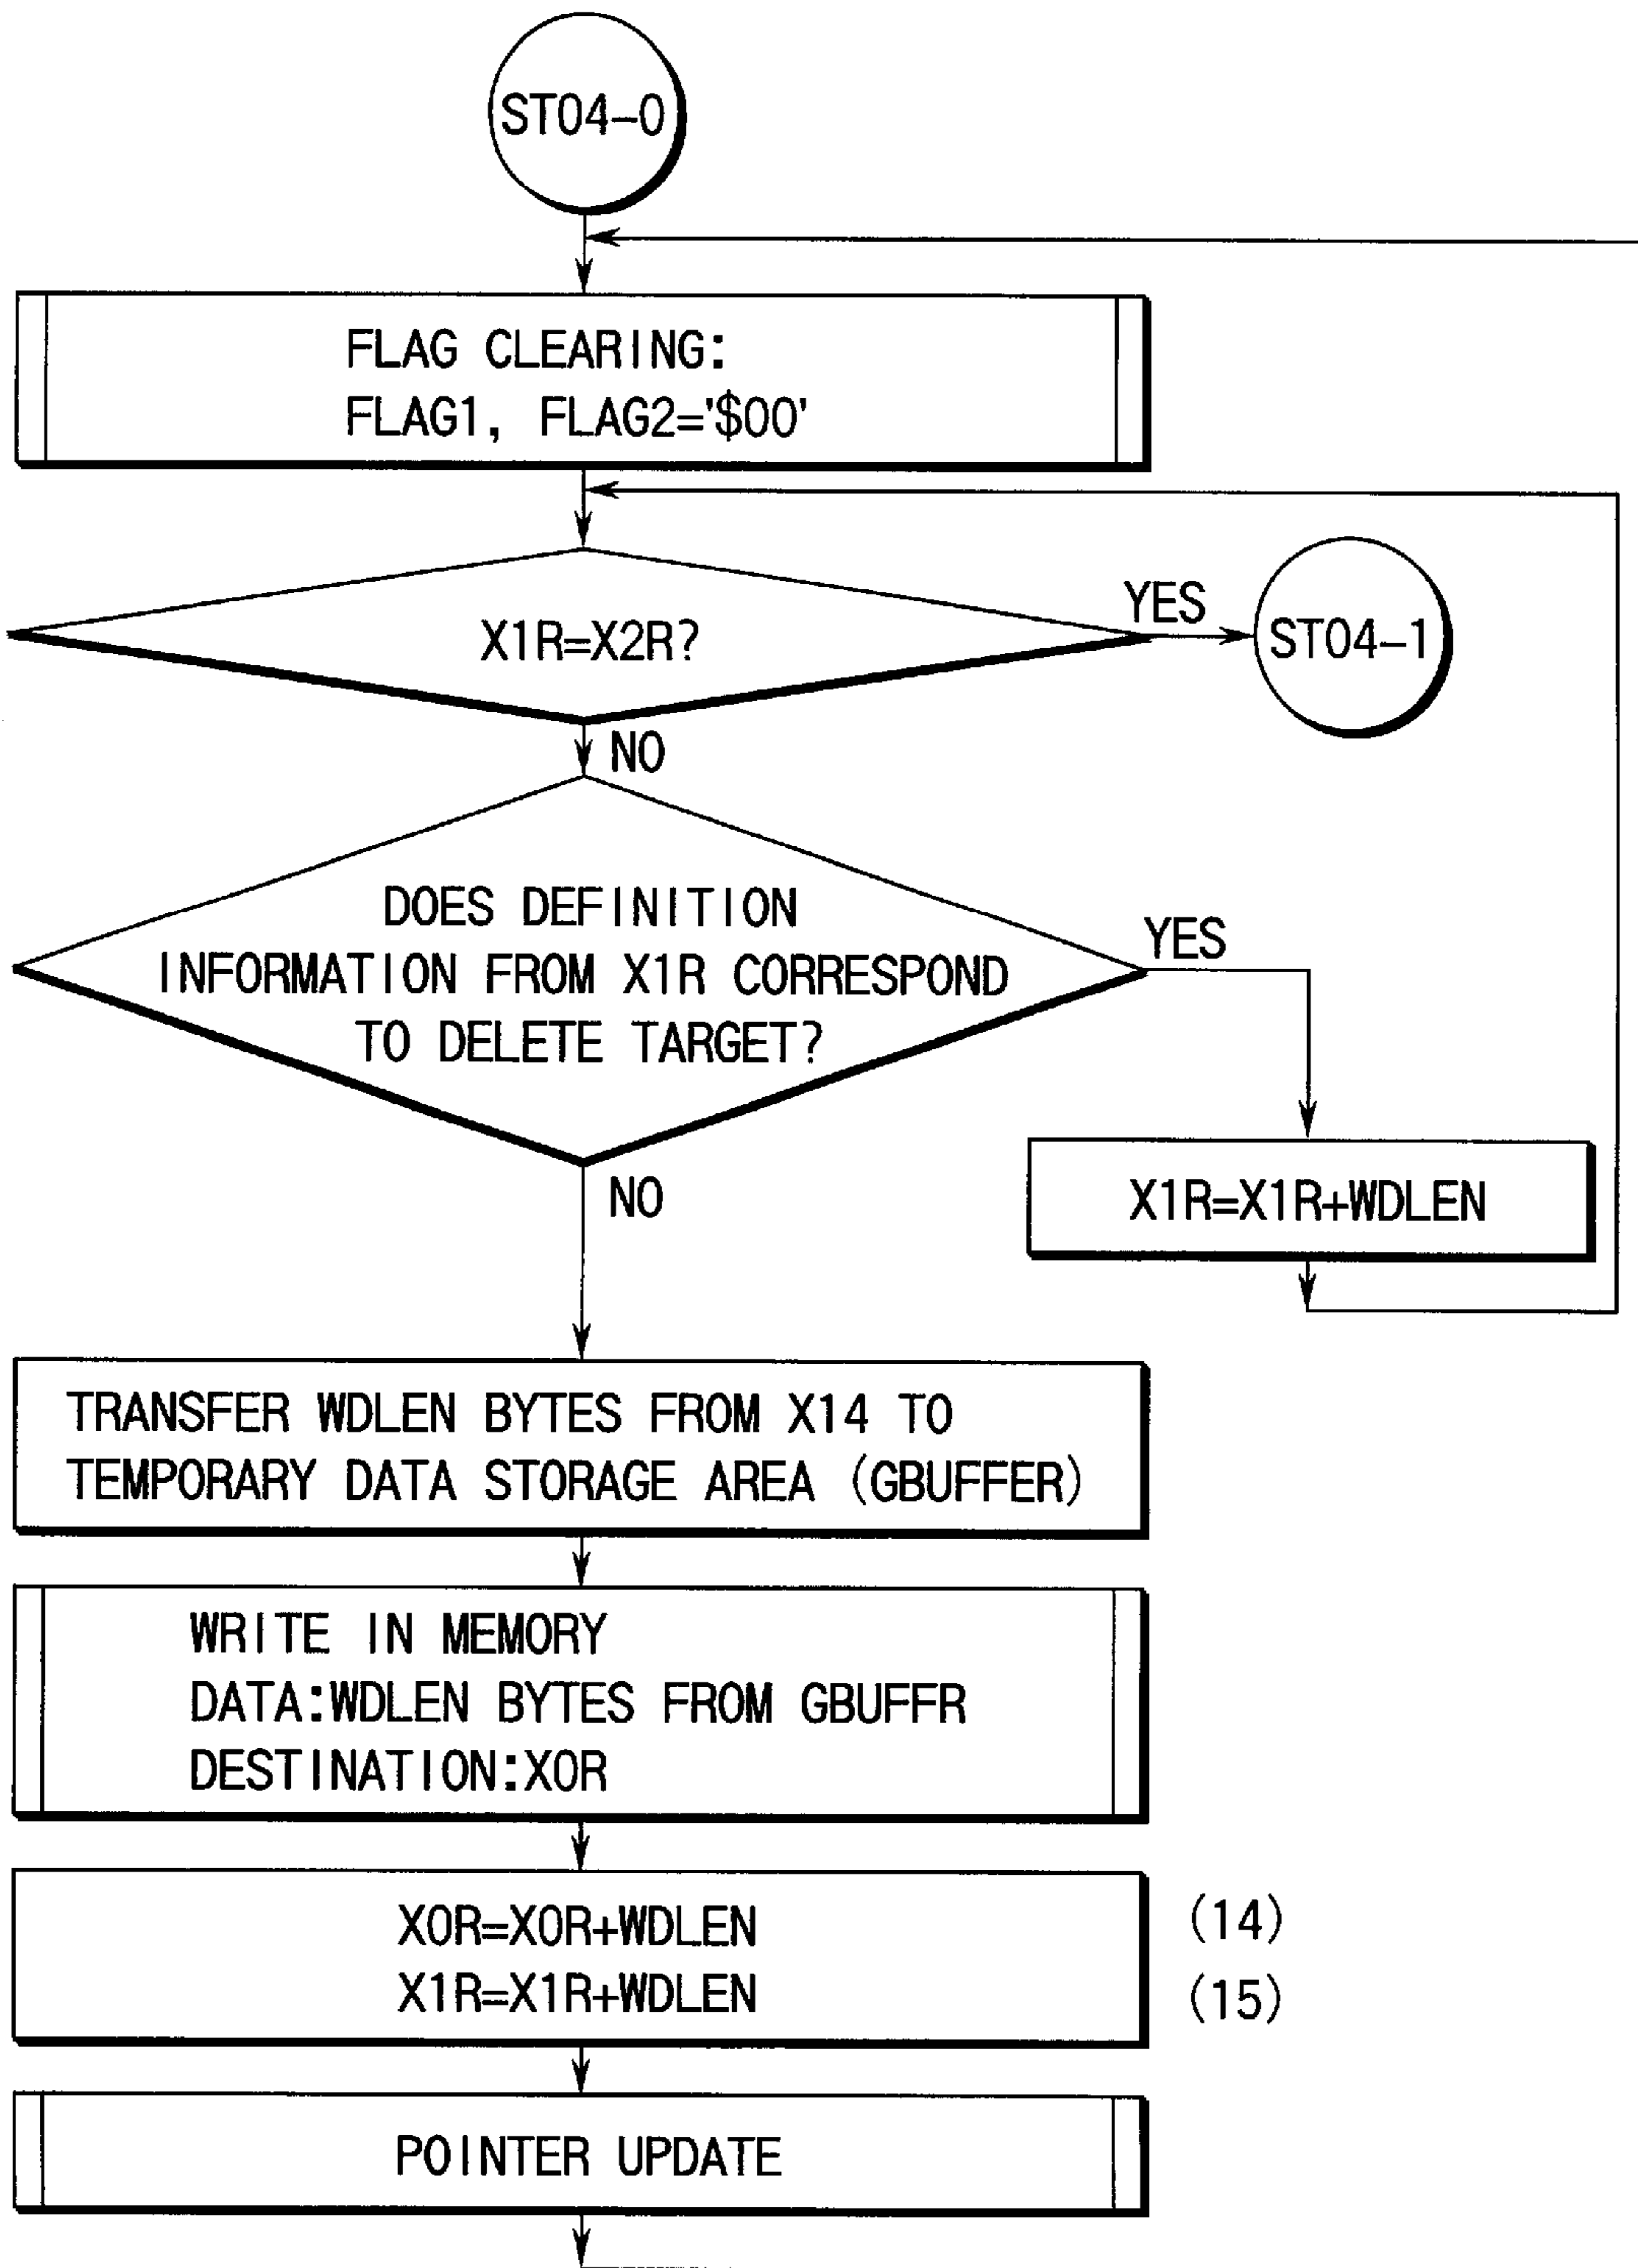 ST04-0
FLAG CLEARING:
FLAG1, FLAG2='$00'
X1R=X2R?
YES
ST04-1
NO
DOES DEFINITION
INFORMATION FROM X1R CORRESPOND
TO DELETE TARGET?
YES
X1R=X1R+WDLEN
NO
TRANSFER WDLEN BYTES FROM X14 TO
TEMPORARY DATA STORAGE AREA (GBUFFER)
WRITE IN MEMORY
DATA:WDLEN BYTES FROM GBUFFR
DESTINATION:X0R
X0R=X0R+WDLEN (14)
X1R=X1R+WDLEN (15)
POINTER UPDATE